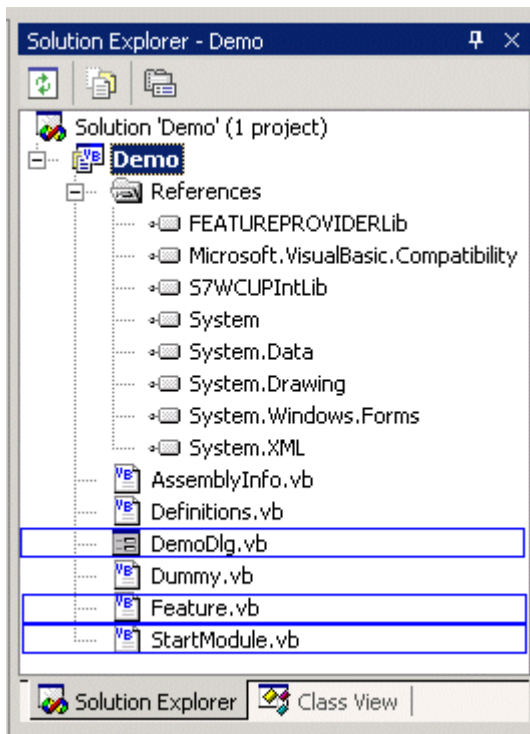 Solution Explorer - Demo
Solution 'Demo' (1 project)
Demo
References
FEATUREPROVIDERLib
Microsoft.VisualBasic.Compatibility
S7WCUPIntLib
System
System.Data
System.Drawing
System.Windows.Forms
System.XML
AssemblyInfo.vb
Definitions.vb
DemoDlg.vb
Dummy.vb
Feature.vb
StartModule.vb
Solution Explorer Class View